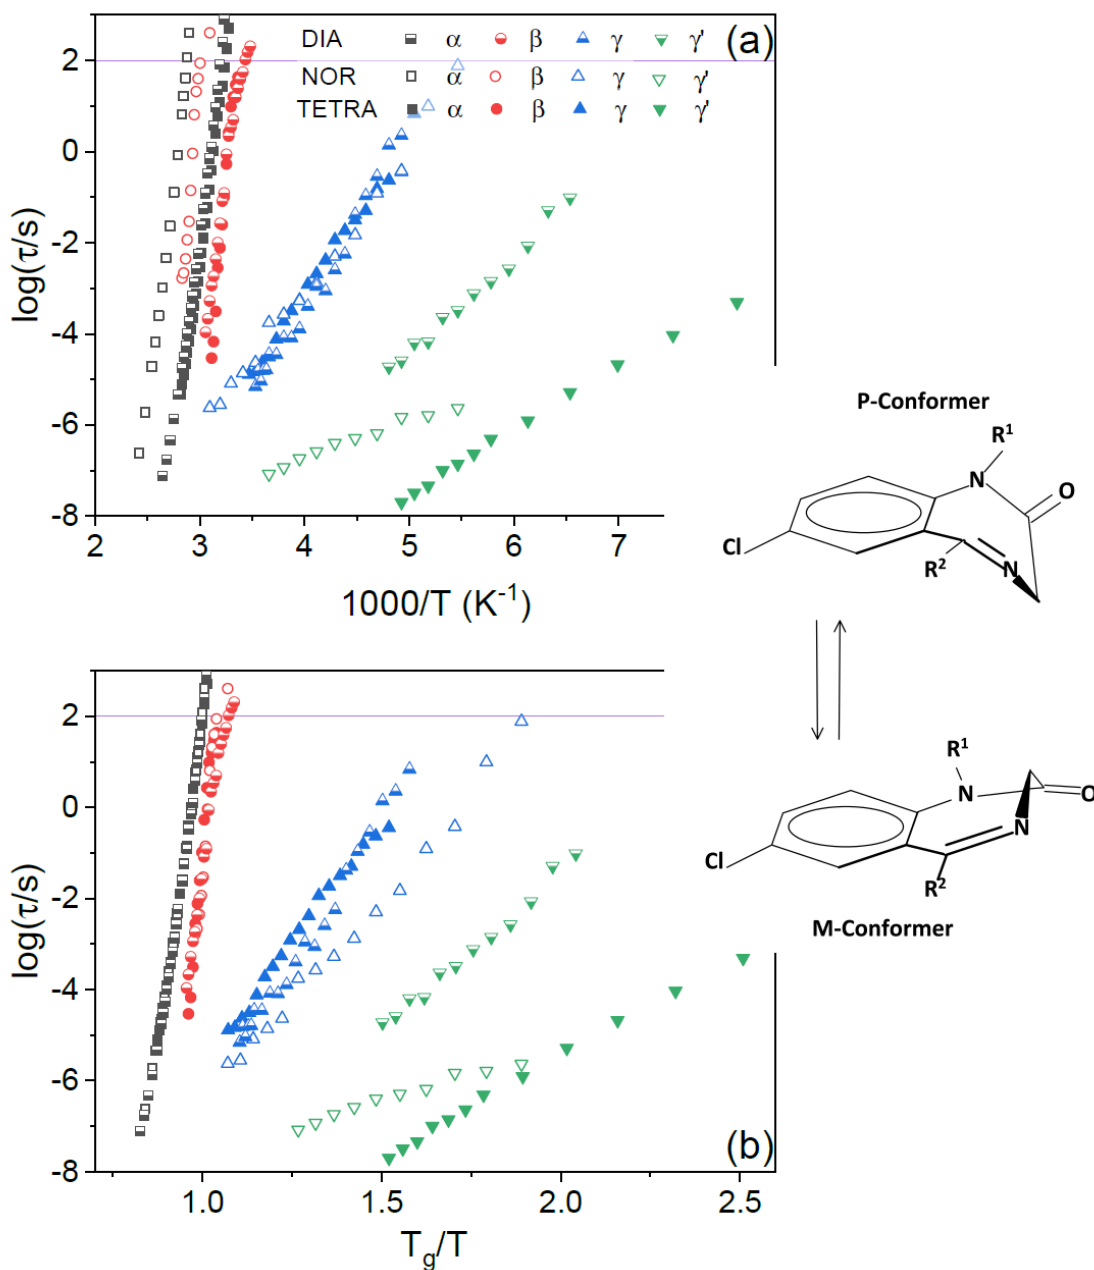 (a)
DIA α β γ γ'
NOR α β γ γ'
TETRA α β γ γ'
2
0
-2
-4
-6
-8
log(τ/s)
2 3 4 5 6 7
1000/T (K⁻¹)
P-Conformer
R¹
N
O
Cl
R²
N
2
0
-2
-4
-6
-8
log(τ/s)
(b)
1.0 1.5 2.0 2.5
T_g/T
R¹
N
O
N
Cl
R²
M-Conformer